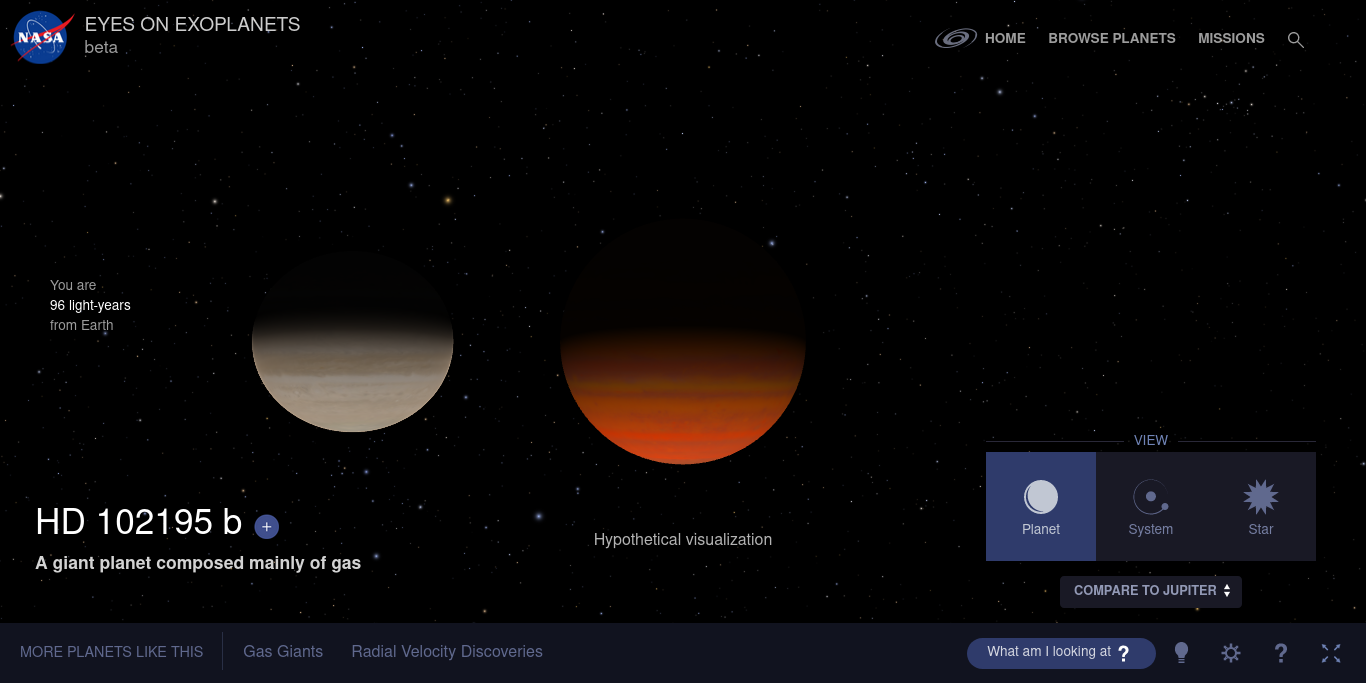 NASA
EYES ON EXOPLANETS
beta
HOME
BROWSE PLANETS
MISSIONS
You are
96 light-years
from Earth
HD 102195 b
+
A giant planet composed mainly of gas
Hypothetical visualization
VIEW
Planet
System
Star
COMPARE TO JUPITER
MORE PLANETS LIKE THIS
Gas Giants
Radial Velocity Discoveries
What am I looking at ?
?